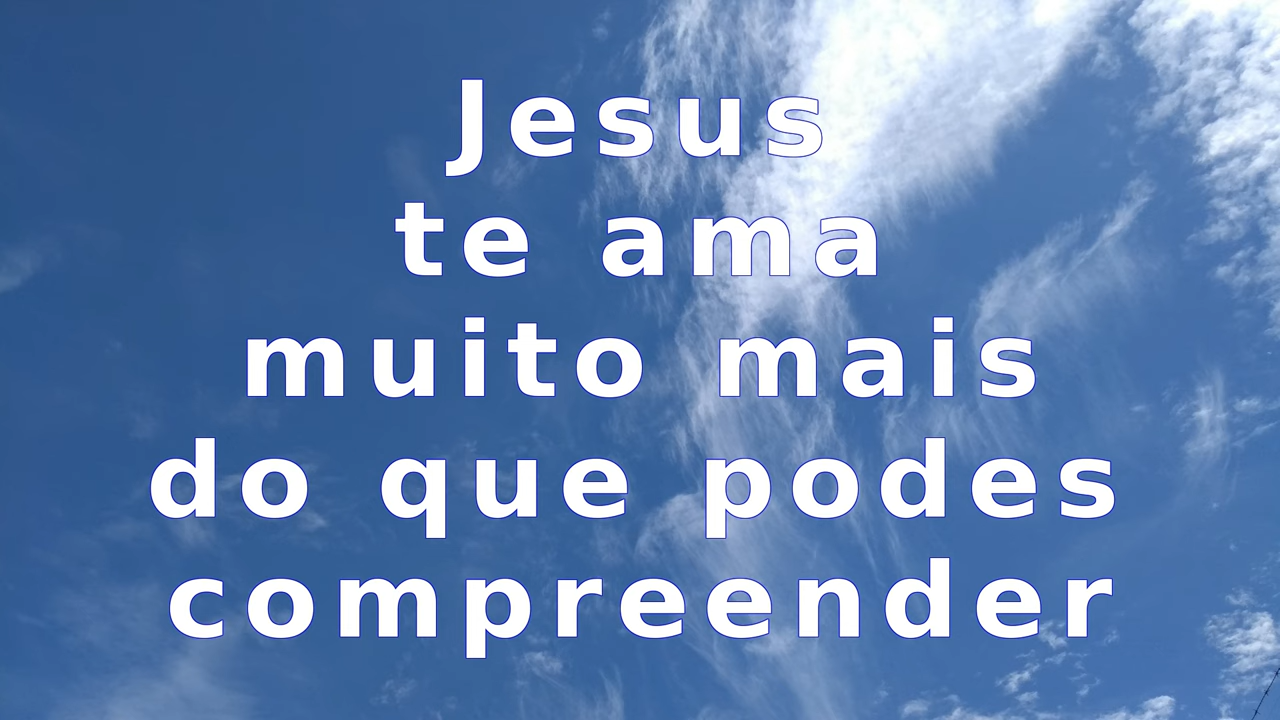 Jesus
te ama
muito mais
do que podes
compreender